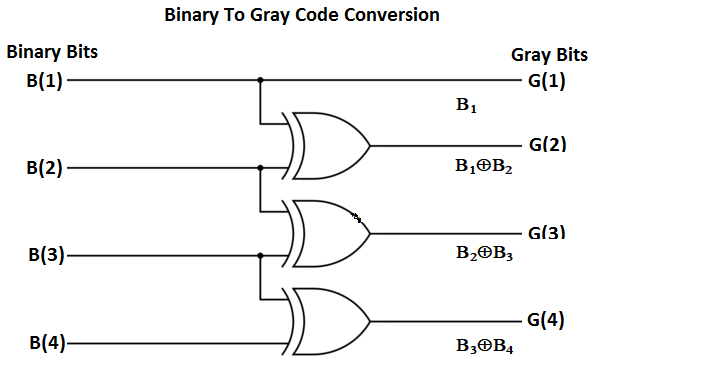 Binary To Gray Code Conversion
Binary Bits
Gray Bits
B(1)
G(1)
B₁
G(2)
B(2)
B₁⊕B₂
G(3)
B(3)
B₂⊕B₃
G(4)
B(4)
B₃⊕B₄